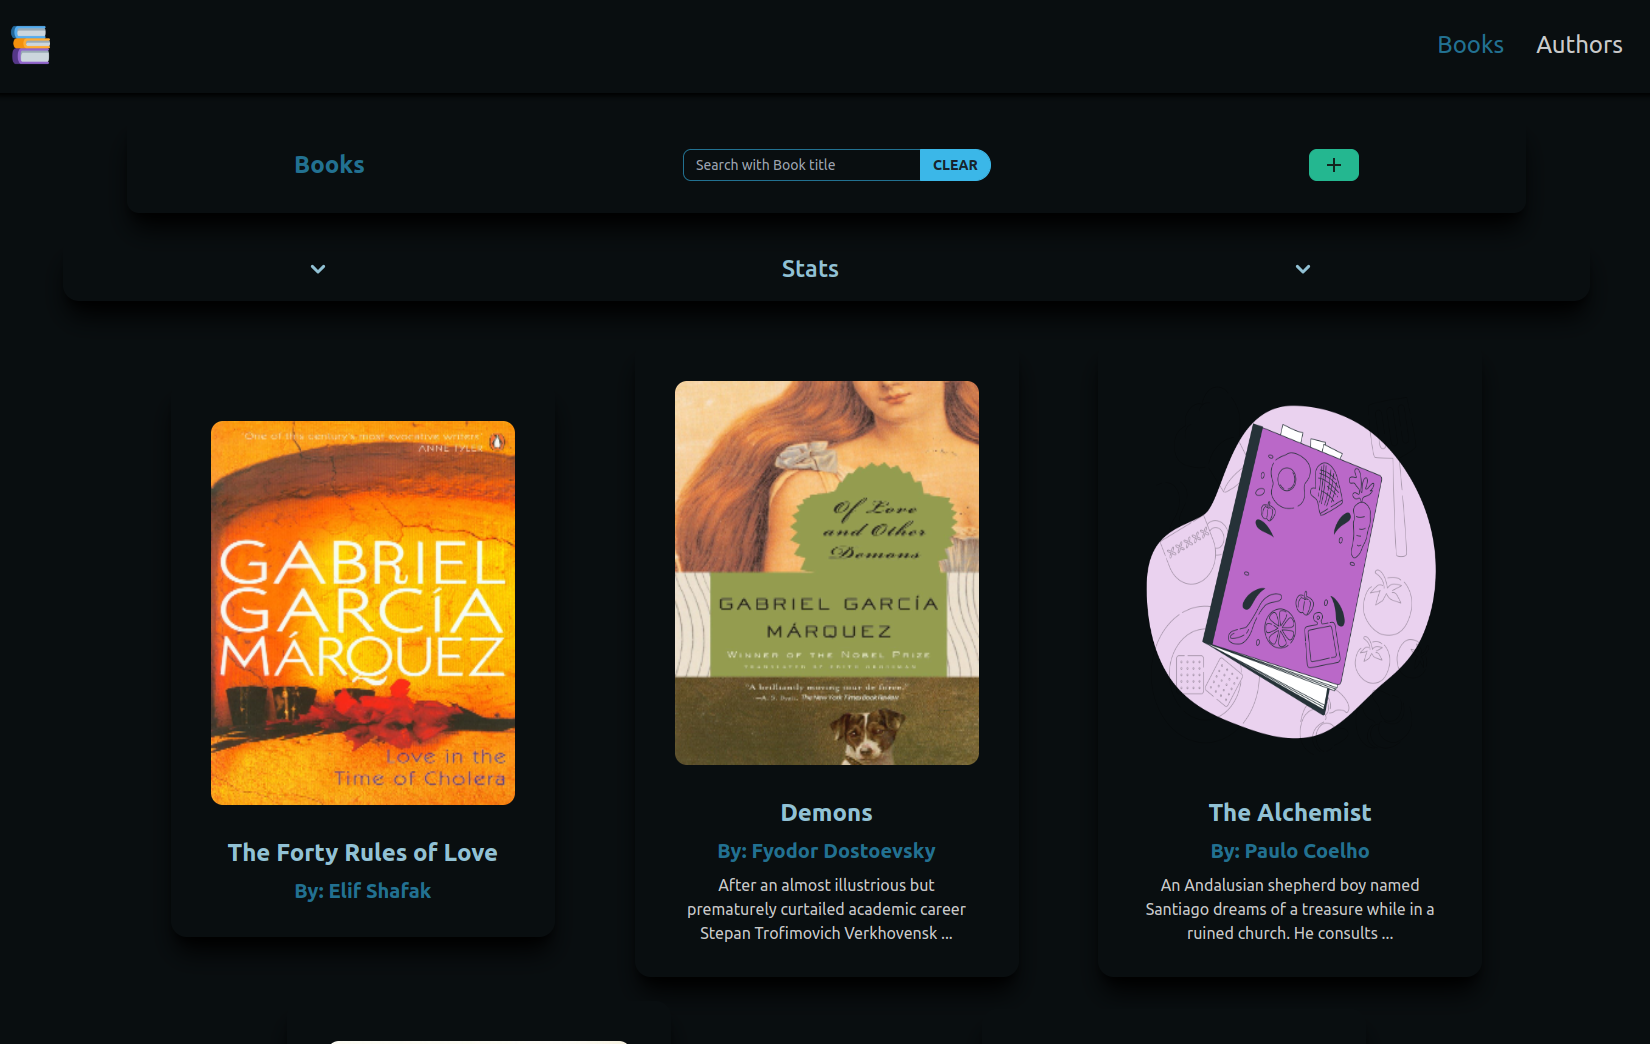 Books
Authors
Books
Search with Book title
CLEAR
Stats
"One of this century's most evocative writers"
ANNE TYLER
GABRIEL
GARCÍA
MÁRQUEZ
Love in the
Time of Cholera
The Forty Rules of Love
By: Elif Shafak
Of Love
and Other
Demons
GABRIEL GARCÍA
MÁRQUEZ
WINNER OF THE NOBEL PRIZE
TRANSLATED BY EDITH GROSSMAN
"A brilliantly moving tour de force."
The New York Times Book Review
Demons
By: Fyodor Dostoevsky
After an almost illustrious but
prematurely curtailed academic career
Stepan Trofimovich Verkhovensk ...
The Alchemist
By: Paulo Coelho
An Andalusian shepherd boy named
Santiago dreams of a treasure while in a
ruined church. He consults ...